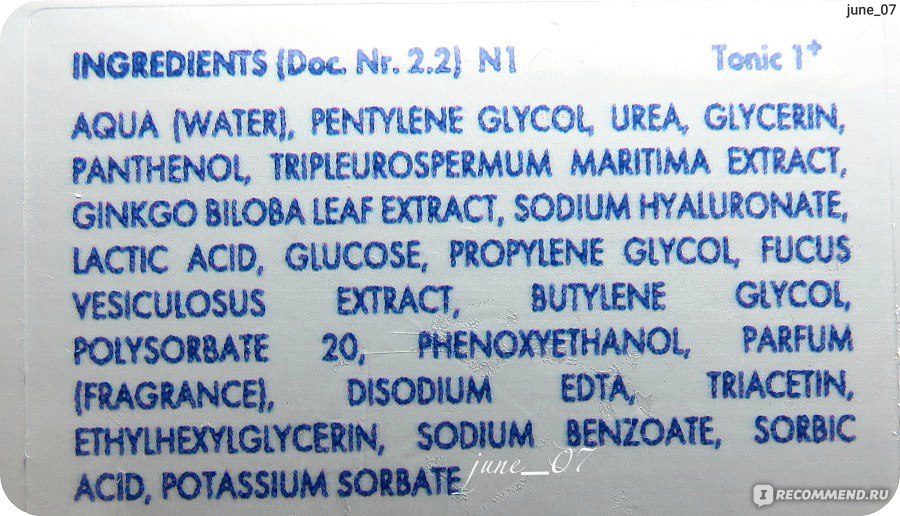 june_07
INGREDIENTS (Doc. Nr. 2.2) N1 Tonic 1+
AQUA (WATER), PENTYLENE GLYCOL, UREA, GLYCERIN,
PANTHENOL, TRIPLEUROSPERMUM MARITIMA EXTRACT,
GINKGO BILOBA LEAF EXTRACT, SODIUM HYALURONATE,
LACTIC ACID, GLUCOSE, PROPYLENE GLYCOL, FUCUS
VESICULOSUS EXTRACT, BUTYLENE GLYCOL,
POLYSORBATE 20, PHENOXYETHANOL, PARFUM
(FRAGRANCE), DISODIUM EDTA, TRIACETIN,
ETHYLHEXYLGLYCERIN, SODIUM BENZOATE, SORBIC
ACID, POTASSIUM SORBATE
june_07
IRECOMMEND.RU